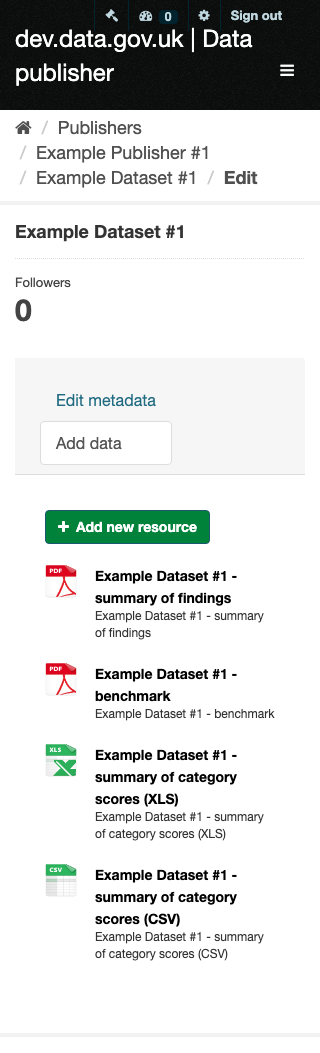 0 Sign out
dev.data.gov.uk | Data
publisher
/ Publishers
/ Example Publisher #1
/ Example Dataset #1 / Edit
Example Dataset #1
Followers
0
Edit metadata
Add data
+ Add new resource
PDF
Example Dataset #1 -
summary of findings
Example Dataset #1 - summary
of findings
PDF
Example Dataset #1 -
benchmark
Example Dataset #1 - benchmark
XLS
Example Dataset #1 -
summary of category
scores (XLS)
Example Dataset #1 - summary
of category scores (XLS)
CSV
Example Dataset #1 -
summary of category
scores (CSV)
Example Dataset #1 - summary
of category scores (CSV)